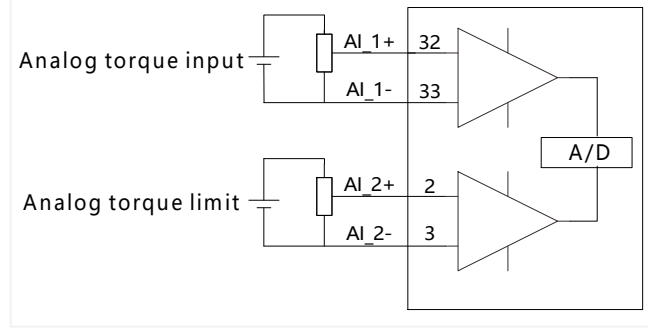 AI_1+ 32
Analog torque input
AI_1- 33
A/D
AI_2+ 2
Analog torque limit
AI_2- 3